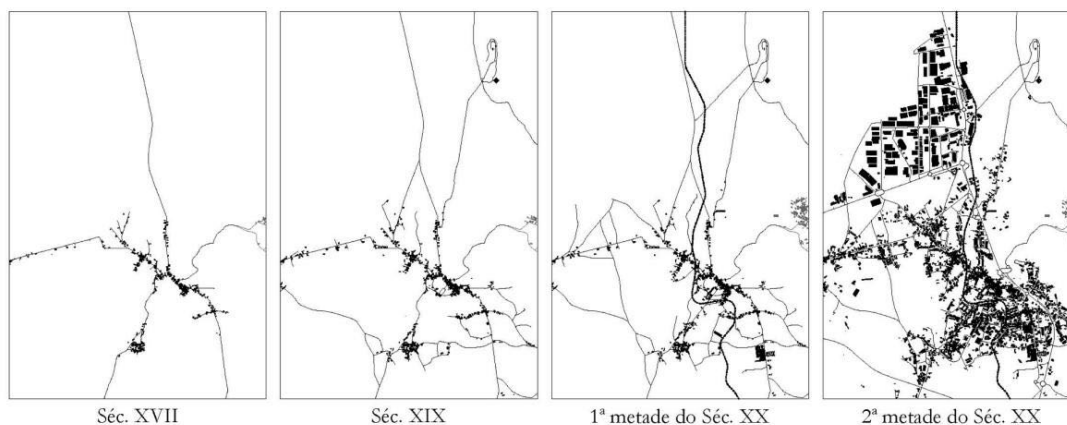 Séc. XVII
Séc. XIX
1ª metade do Séc. XX
2ª metade do Séc. XX